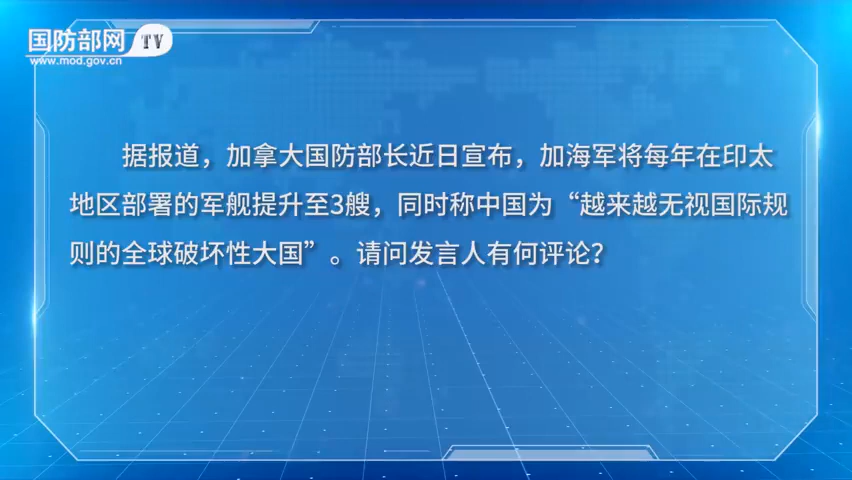 国防部网 TV
www.mod.gov.cn
据报道，加拿大国防部长近日宣布，加海军将每年在印太
地区部署的军舰提升至3艘，同时称中国为“越来越无视国际规
则的全球破坏性大国”。请问发言人有何评论？